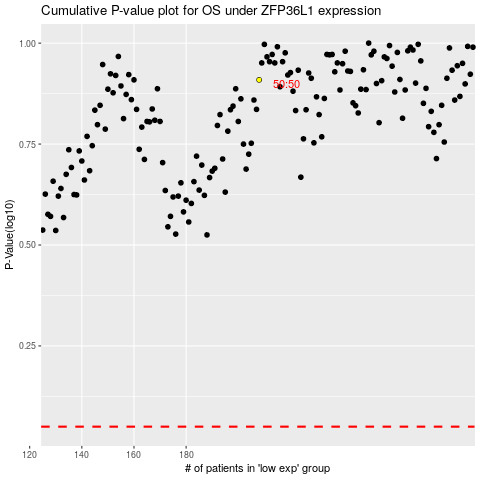 Cumulative P-value plot for OS under ZFP36L1 expression
P-Value(log10)
1.00
0.75
0.50
0.25
50:50
120 140 160 180
# of patients in 'low exp' group